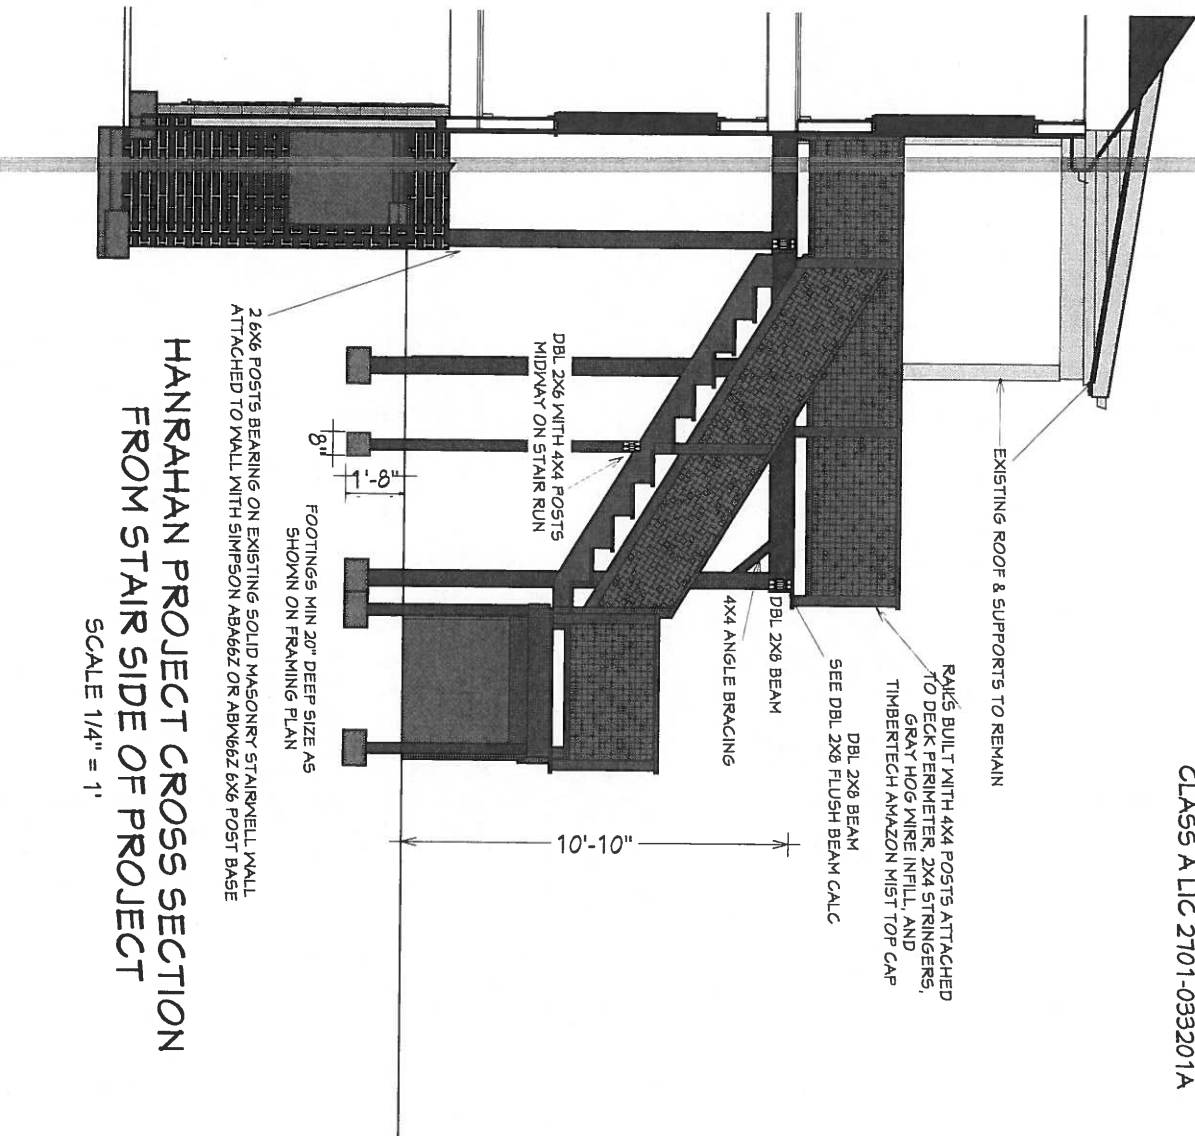 CLASS A LIC 2701-033201A
EXISTING ROOF & SUPPORTS TO REMAIN
RAILS BUILT WITH 4X4 POSTS ATTACHED
TO DECK PERIMETER, 2X4 STRINGERS,
GRAY HOG WIRE INFILL, AND
TIMBERTECH AMAZON MIST TOP CAP
DBL 2X8 BEAM
SEE DBL 2X8 FLUSH BEAM CALC
DBL 2X8 BEAM
4X4 ANGLE BRACING
10'-10"
DBL 2X6 WITH 4X4 POSTS
MIDWAY ON STAIR RUN
8"
1'-8"
FOOTINGS MIN 20" DEEP SIZE AS
SHOWN ON FRAMING PLAN
2 6X6 POSTS BEARING ON EXISTING SOLID MASONRY STAIRWELL WALL
ATTACHED TO WALL WITH SIMPSON ABA66Z OR ABW66Z 6X6 POST BASE
HANRAHAN PROJECT CROSS SECTION
FROM STAIR SIDE OF PROJECT
SCALE 1/4" = 1'